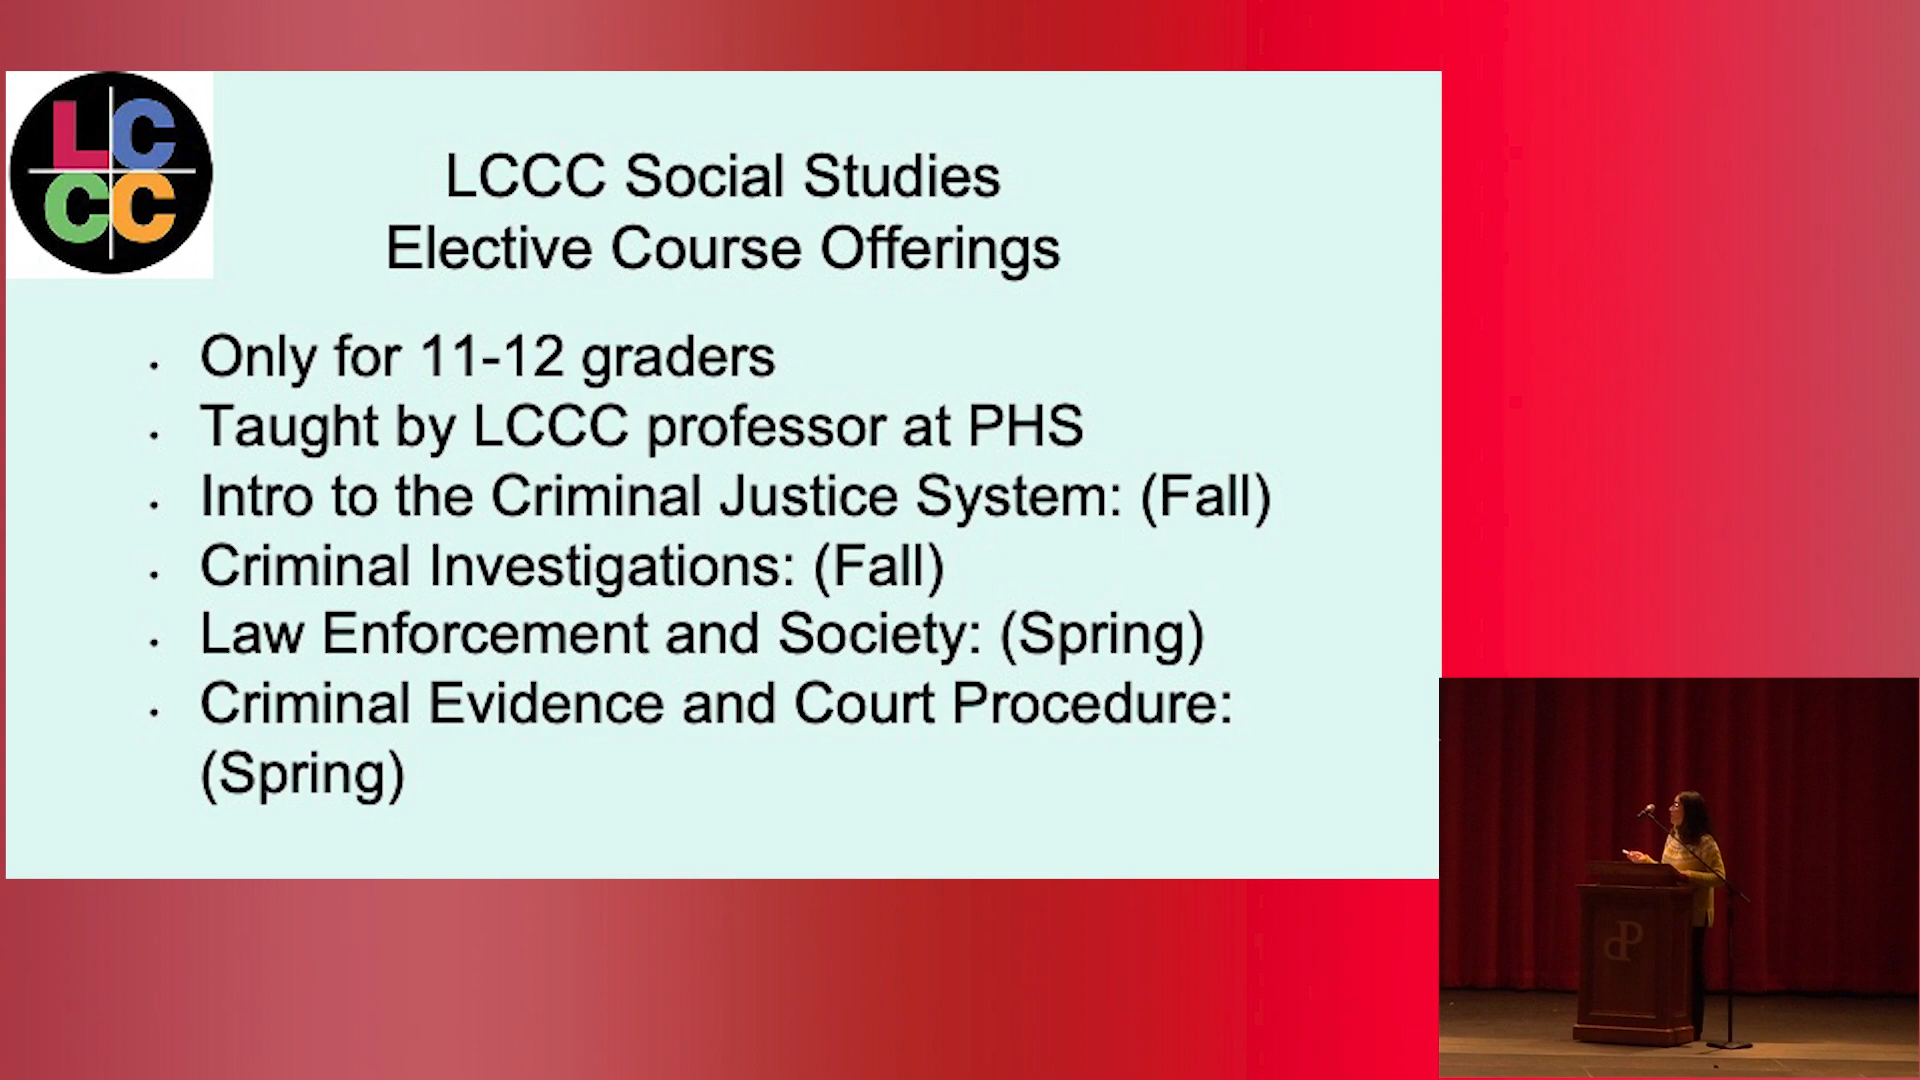 LC
CC
LCCC Social Studies
Elective Course Offerings
• Only for 11-12 graders
• Taught by LCCC professor at PHS
• Intro to the Criminal Justice System: (Fall)
• Criminal Investigations: (Fall)
• Law Enforcement and Society: (Spring)
• Criminal Evidence and Court Procedure:
(Spring)